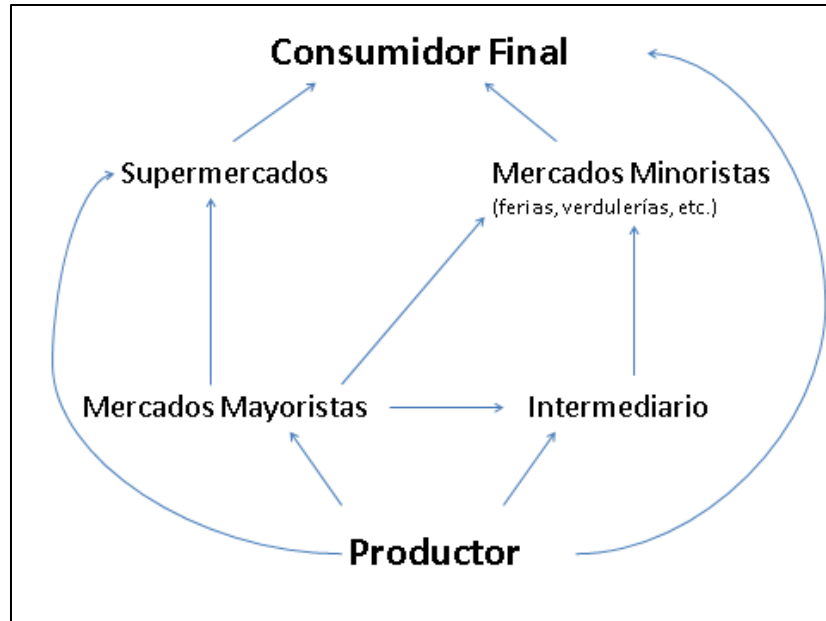 Consumidor Final
Supermercados
Mercados Minoristas
(ferias, verdulerías, etc.)
Mercados Mayoristas
Intermediario
Productor